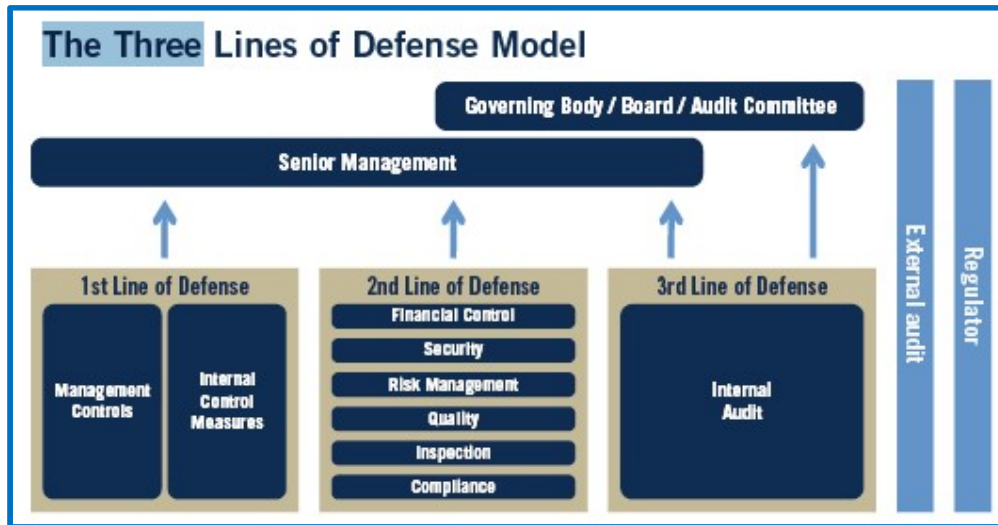 The Three Lines of Defense Model
Governing Body / Board / Audit Committee
Senior Management
1st Line of Defense
Management
Controls
Internal
Control
Measures
2nd Line of Defense
Financial Control
Security
Risk Management
Quality
Inspection
Compliance
3rd Line of Defense
Internal
Audit
External audit
Regulator